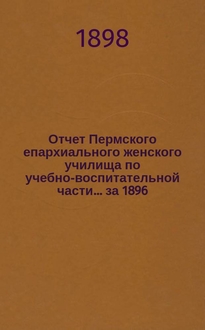 1898
Отчет Пермского
епархиального женского
училища по
учебно-воспитательной
части... за 1896